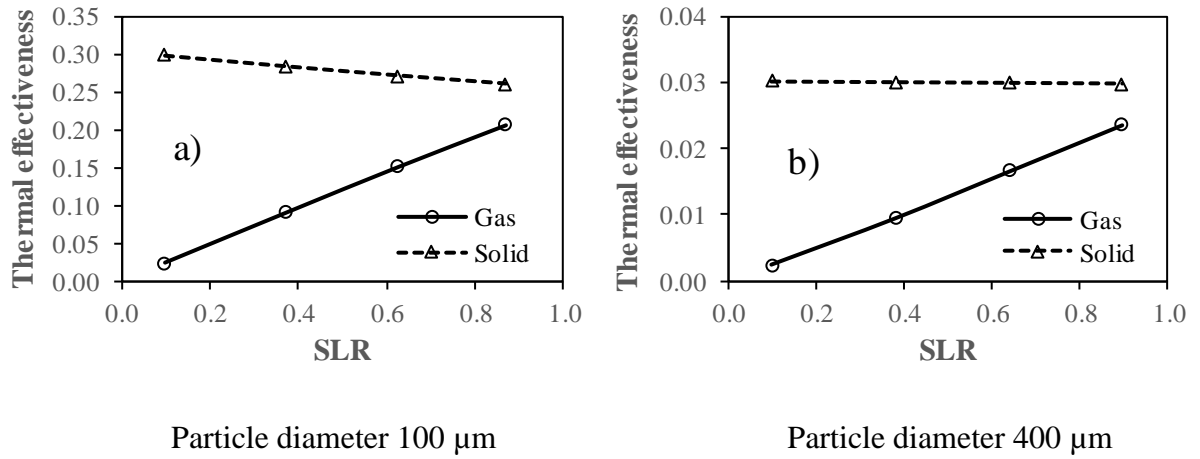 Thermal effectiveness
0.35
0.30
0.25
0.20
0.15
0.10
0.05
0.00
a)
Gas
Solid
0.0 0.2 0.4 0.6 0.8 1.0
SLR
Particle diameter 100 µm
Thermal effectiveness
0.04
0.03
0.02
0.01
0.00
b)
Gas
Solid
0.0 0.2 0.4 0.6 0.8 1.0
SLR
Particle diameter 400 µm